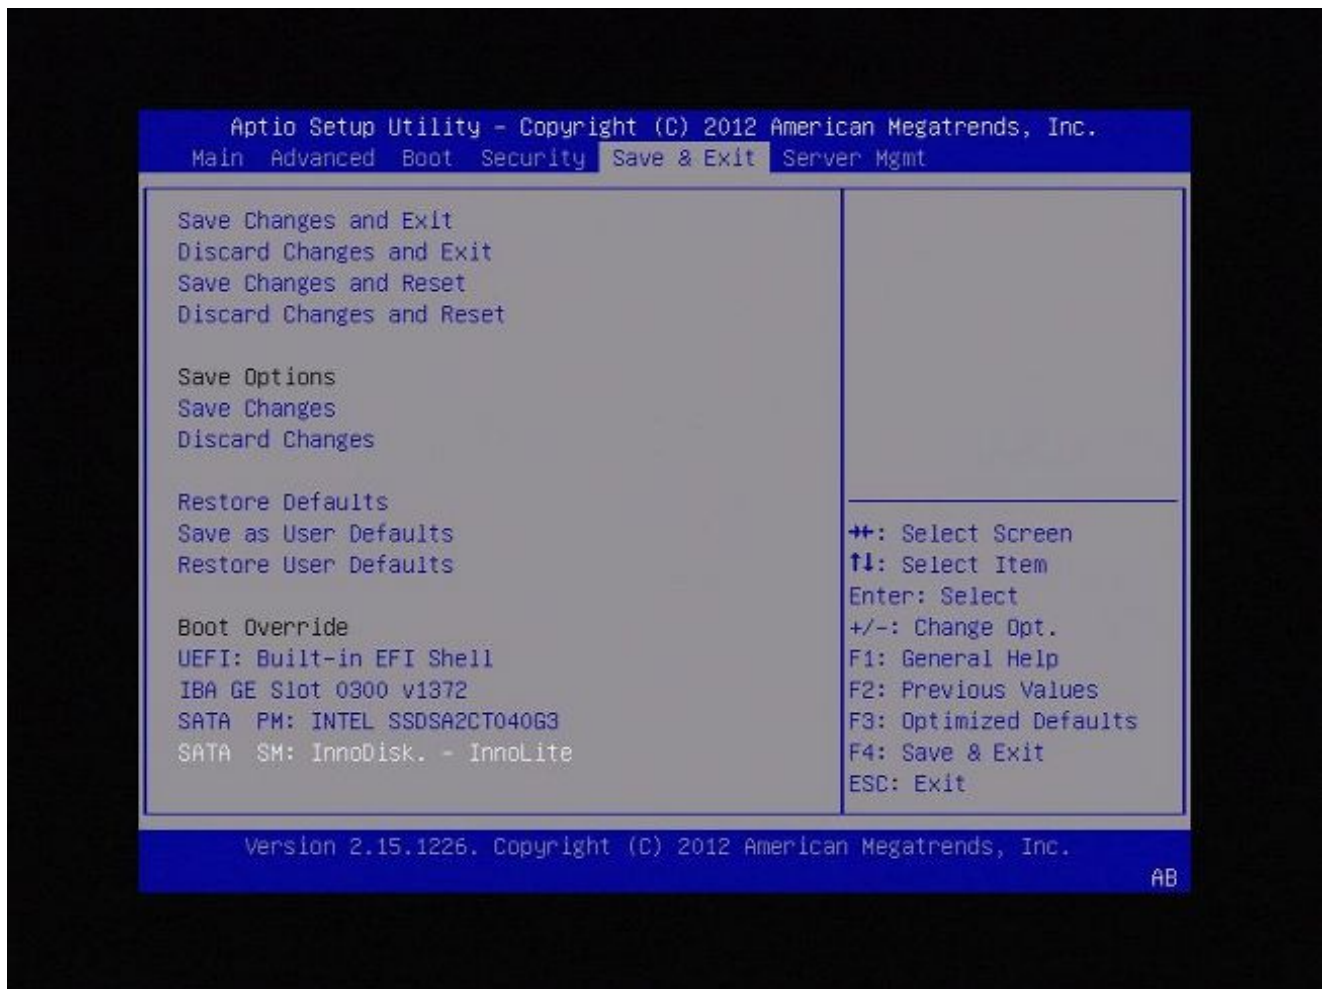 Aptio Setup Utility – Copyright (C) 2012 American Megatrends, Inc.
Main Advanced Boot Security Save & Exit Server Mgmt
Save Changes and Exit
Discard Changes and Exit
Save Changes and Reset
Discard Changes and Reset
Save Options
Save Changes
Discard Changes
Restore Defaults
Save as User Defaults
Restore User Defaults
Boot Override
UEFI: Built-in EFI Shell
IBA GE Slot 0300 v1372
SATA PM: INTEL SSDSA2CT040G3
SATA SM: InnoDisk. - InnoLite
→←: Select Screen
↑↓: Select Item
Enter: Select
+/-: Change Opt.
F1: General Help
F2: Previous Values
F3: Optimized Defaults
F4: Save & Exit
ESC: Exit
Version 2.15.1226. Copyright (C) 2012 American Megatrends, Inc.
AB